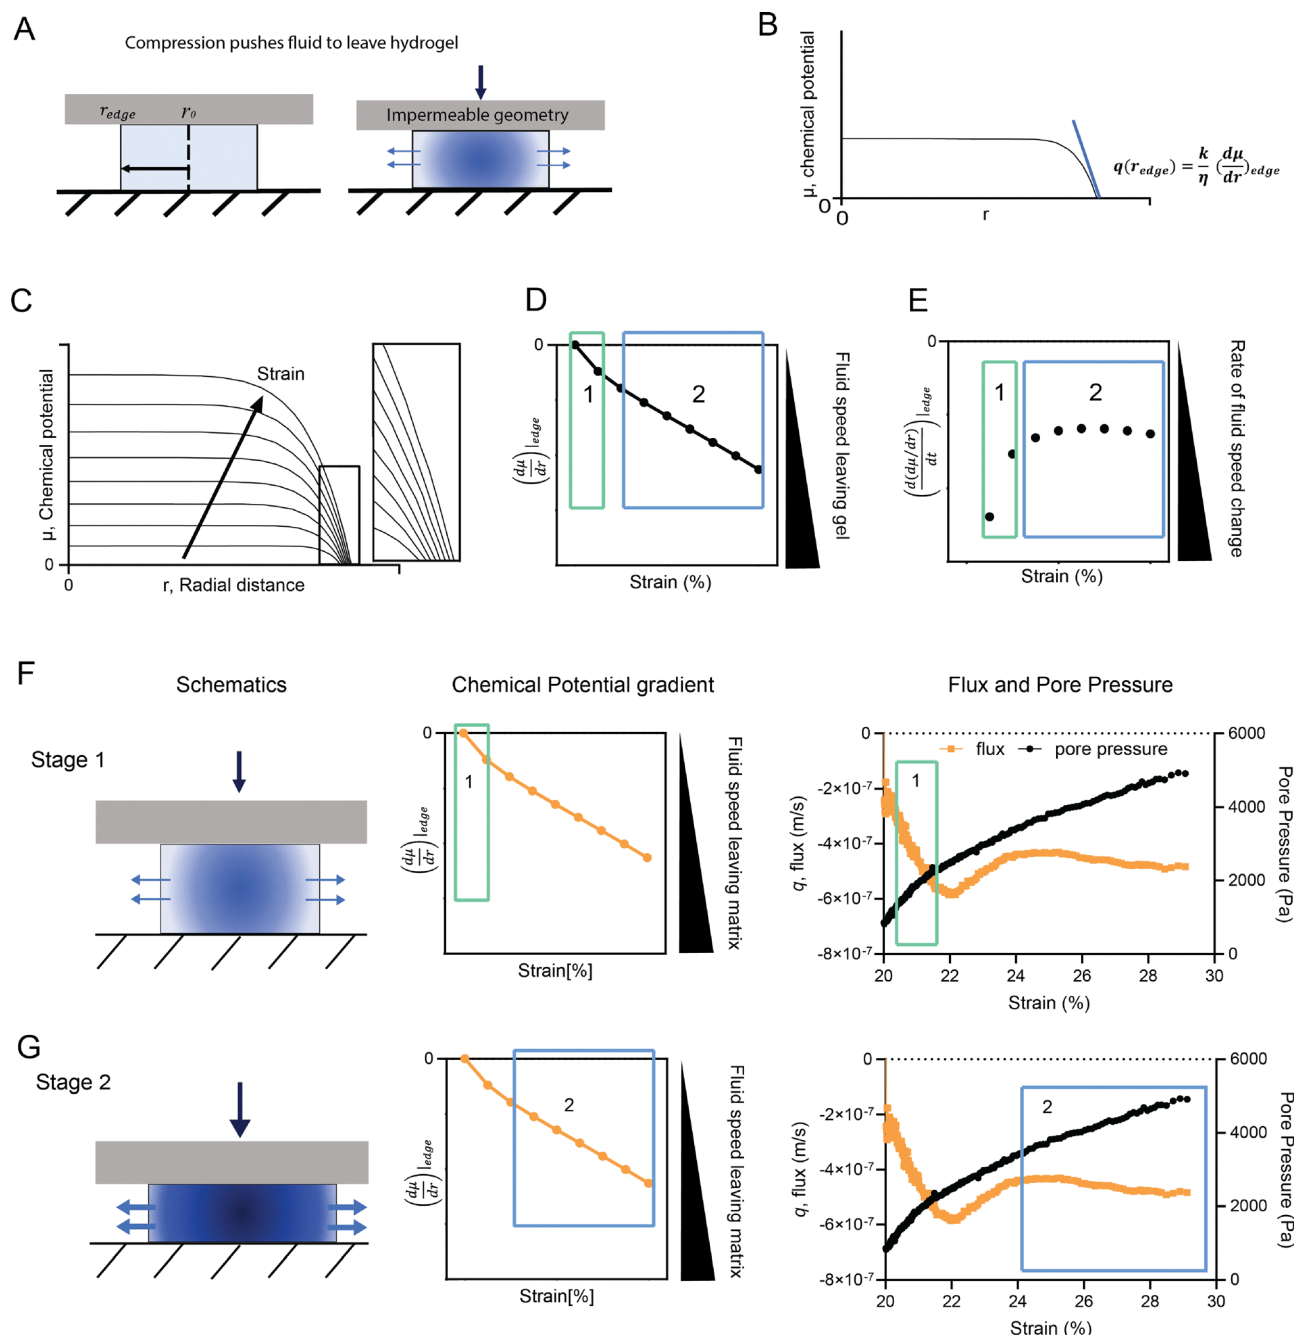 A
Compression pushes fluid to leave hydrogel
r_edge
r_0
Impermeable geometry
B
μ, chemical potential
0
0
r
q(r_edge) = k/η (dμ/dr)_edge
C
μ, Chemical potential
Strain
0
0
r, Radial distance
D
0
1
2
(dμ/dr)|edge
Strain (%)
Fluid speed leaving gel
E
0
1
2
(d(dμ/dr)/dt)|edge
Strain (%)
Rate of fluid speed change
F
Schematics
Chemical Potential gradient
Flux and Pore Pressure
Stage 1
0
1
(dμ/dr)|edge
Strain[%]
Fluid speed leaving matrix
flux
pore pressure
1
0
-2×10⁻⁷
-4×10⁻⁷
-6×10⁻⁷
-8×10⁻⁷
q, flux (m/s)
6000
4000
2000
0
Pore Pressure (Pa)
20 22 24 26 28 30
Strain (%)
G
Stage 2
0
2
(dμ/dr)|edge
Strain[%]
Fluid speed leaving matrix
2
0
-2×10⁻⁷
-4×10⁻⁷
-6×10⁻⁷
-8×10⁻⁷
q, flux (m/s)
6000
4000
2000
0
Pore Pressure (Pa)
20 22 24 26 28 30
Strain (%)